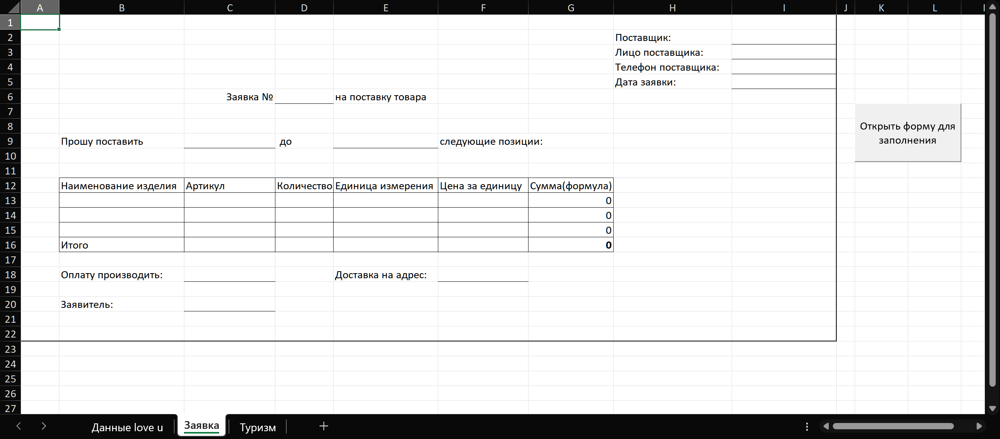 A B C D E F G H I J K L
1
2 Поставщик:
3 Лицо поставщика:
4 Телефон поставщика:
5 Дата заявки:
6 Заявка № на поставку товара
7
8
Открыть форму для
заполнения
9 Прошу поставить до следующие позиции:
10
11
12 Наименование изделия Артикул Количество Единица измерения Цена за единицу Сумма(формула)
13 0
14 0
15 0
16 Итого 0
17
18 Оплату производить: Доставка на адрес:
19
20 Заявитель:
21
22
23
24
25
26
27
Данные love u Заявка Туризм +